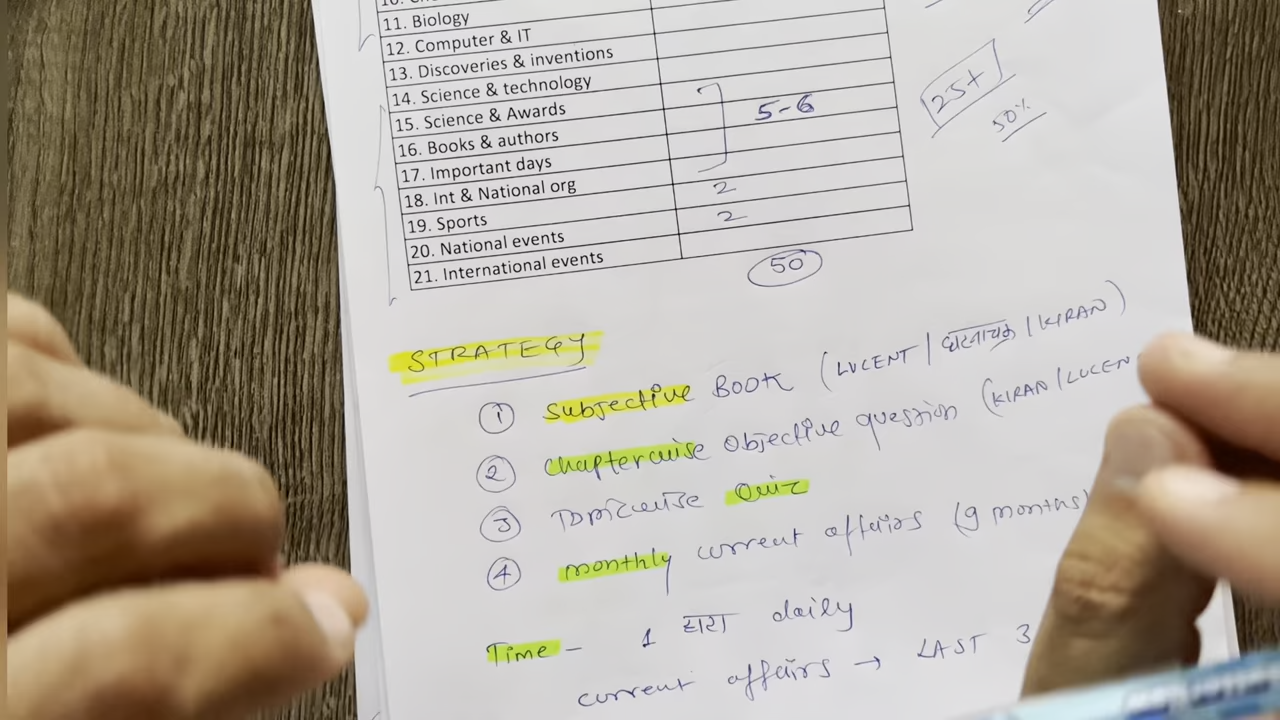 11. Biology
12. Computer & IT
13. Discoveries & inventions
14. Science & technology
15. Science & Awards
16. Books & authors
17. Important days
5-6
18. Int & National org 2
19. Sports 2
20. National events
21. International events
50
25+
50%
STRATEGY
1 Subjective BOOK (LUCENT / घटनाचक्र / KIRAN)
2 Chapterwise Objective question (KIRAN / LUCEN
3 Topicwise Quiz
4 monthly current affairs (9 months)
Time – 1 घंटा daily
current affairs → LAST 3